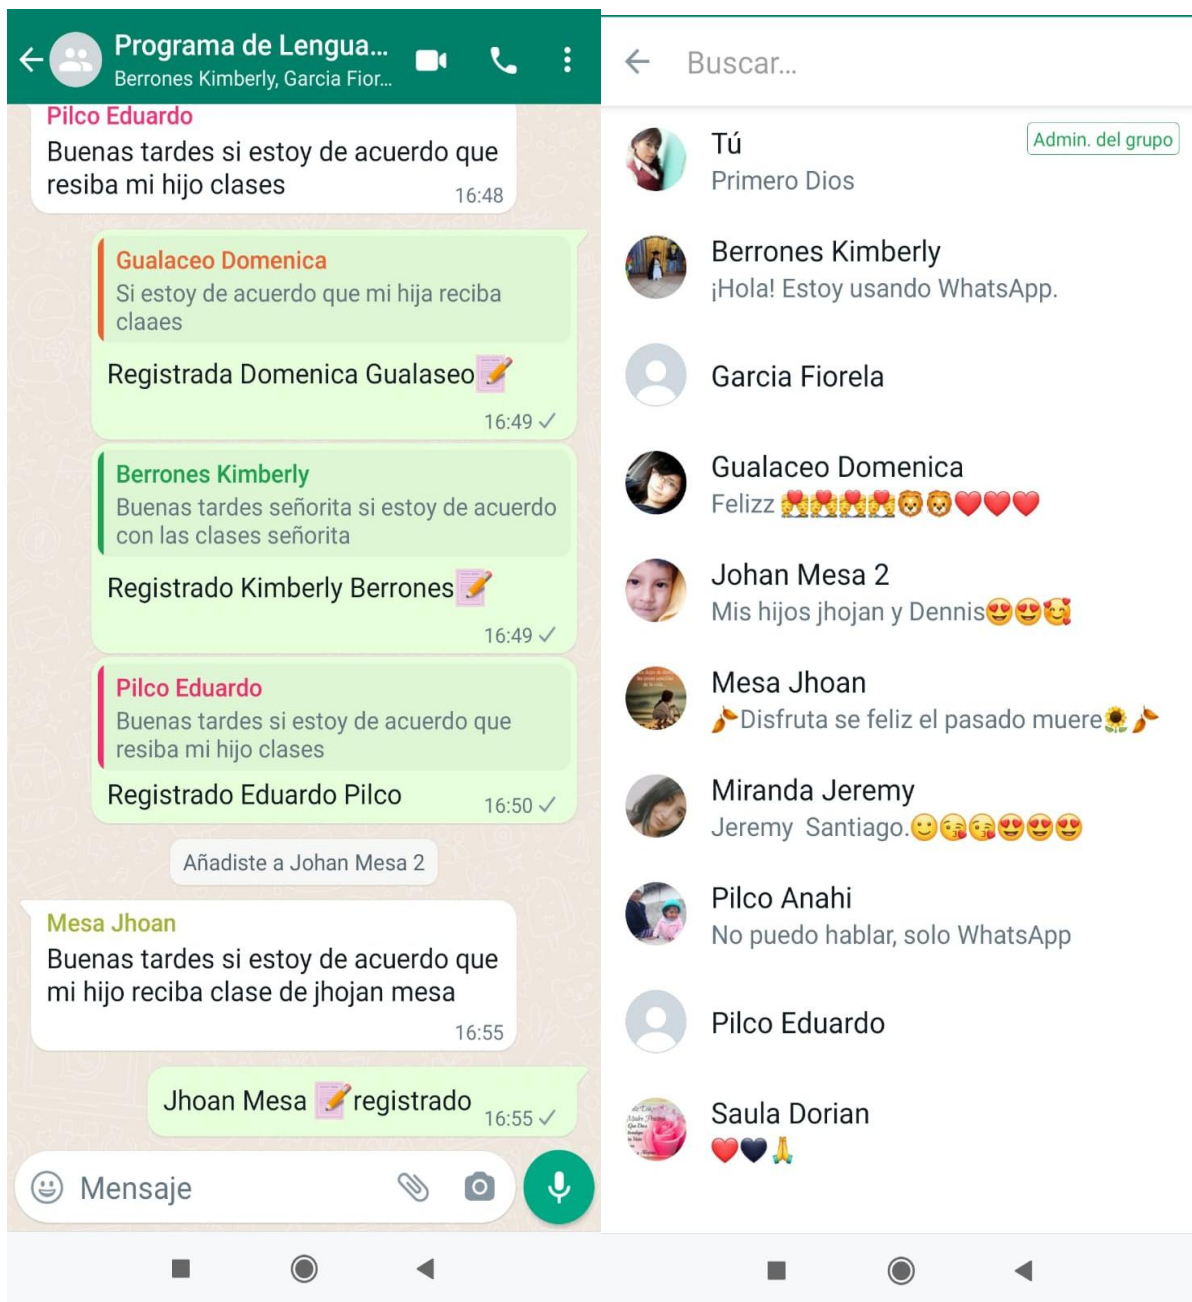 Programa de Lengua...
Berrones Kimberly, Garcia Fior...
Pilco Eduardo
Buenas tardes si estoy de acuerdo que
resiba mi hijo clases
16:48
Gualaceo Domenica
Si estoy de acuerdo que mi hija reciba
claaes
Registrada Domenica Gualaseo📝
16:49
Berrones Kimberly
Buenas tardes señorita si estoy de acuerdo
con las clases señorita
Registrado Kimberly Berrones📝
16:49
Pilco Eduardo
Buenas tardes si estoy de acuerdo que
resiba mi hijo clases
Registrado Eduardo Pilco
16:50
Añadiste a Johan Mesa 2
Mesa Jhoan
Buenas tardes si estoy de acuerdo que
mi hijo reciba clase de jhojan mesa
16:55
Jhoan Mesa 📝registrado
16:55
Mensaje
Buscar...
Tú
Admin. del grupo
Primero Dios
Berrones Kimberly
¡Hola! Estoy usando WhatsApp.
Garcia Fiorela
Gualaceo Domenica
Felizz 💏💏💏💏🦁🦁❤️❤️❤️
Johan Mesa 2
Mis hijos jhojan y Dennis😍😍🥰
Mesa Jhoan
🍂Disfruta se feliz el pasado muere🌻🍂
Miranda Jeremy
Jeremy Santiago.🙂😘😘😍😍😍
Pilco Anahi
No puedo hablar, solo WhatsApp
Pilco Eduardo
Saula Dorian
❤️🖤🙏